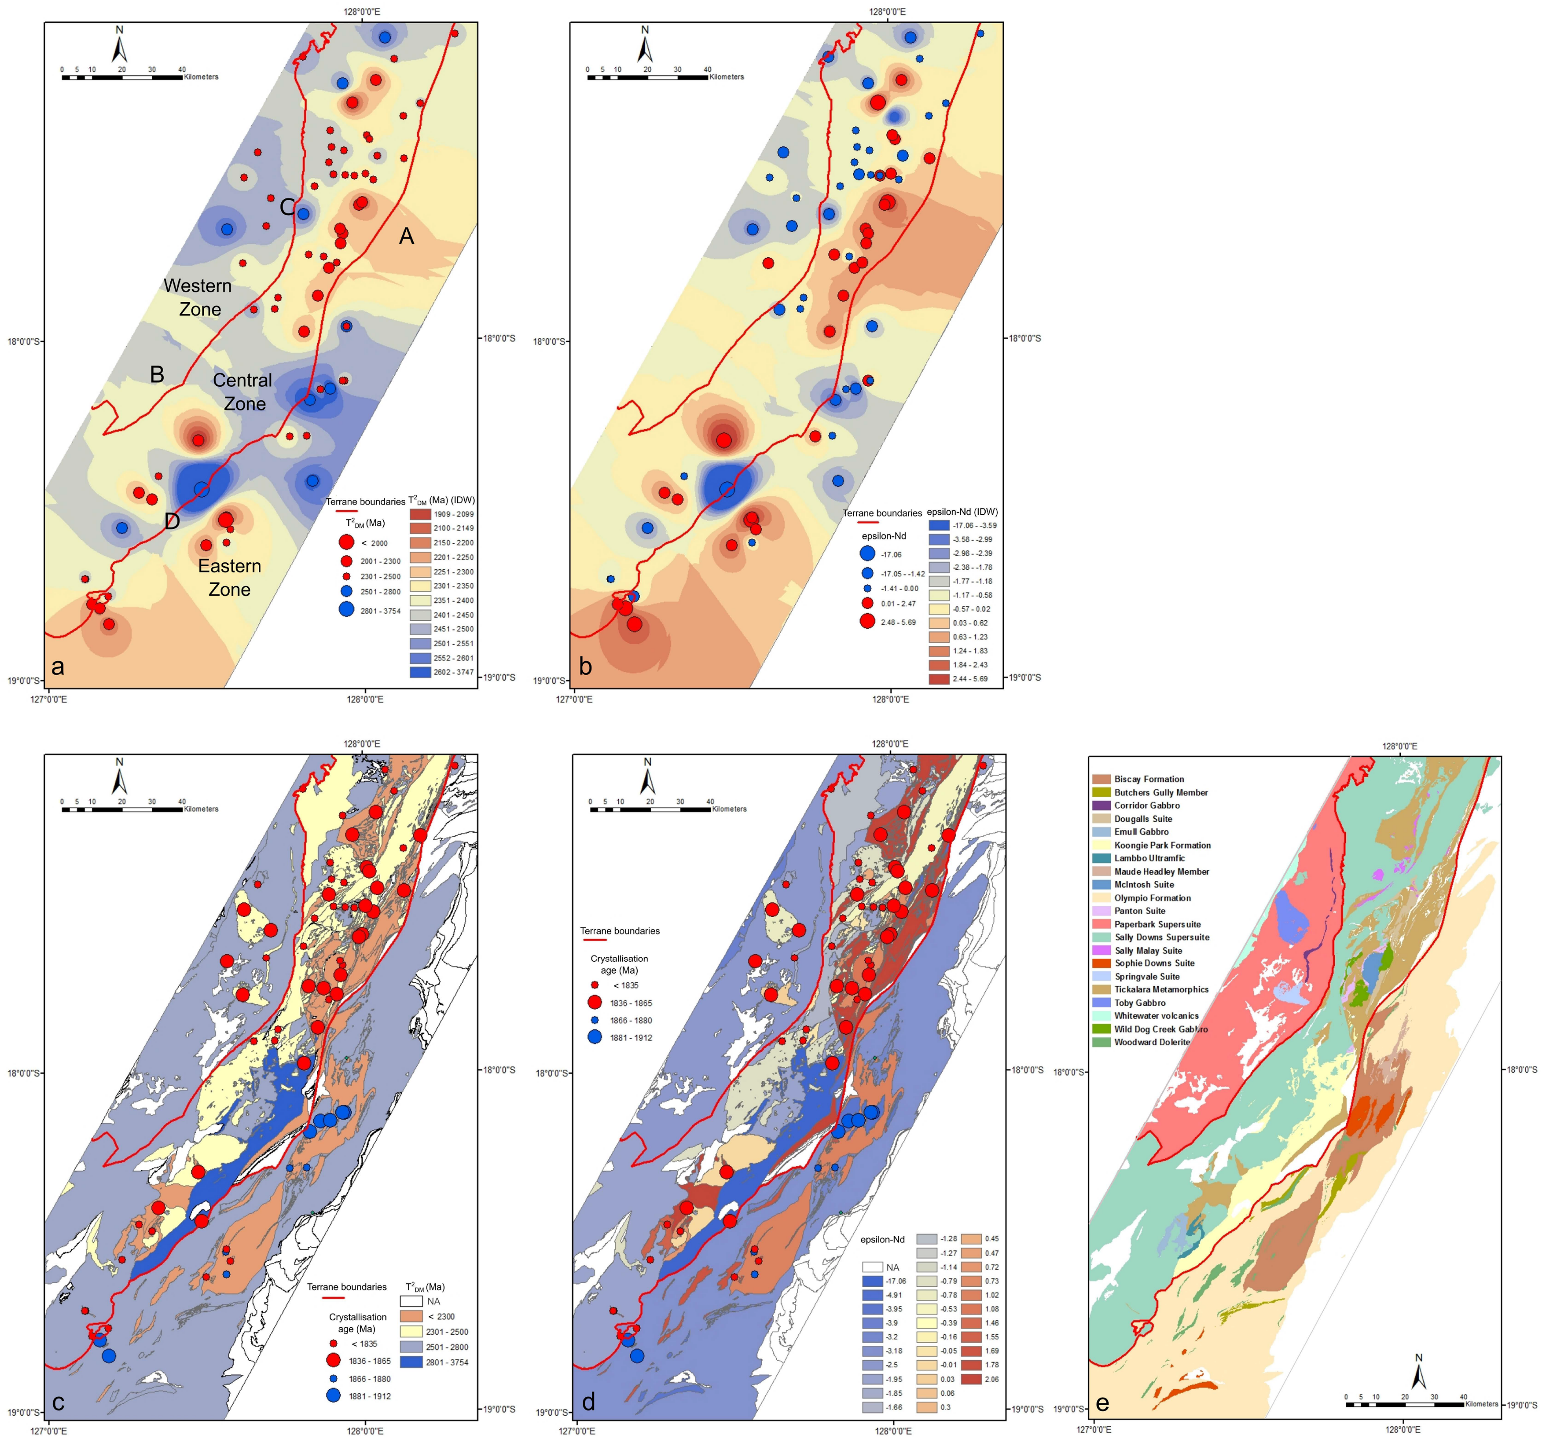 128°0'0"E
N
0 5 10 20 30 40
Kilometers
C
A
Western
Zone
18°0'0"S
18°0'0"S
B
Central
Zone
D
Eastern
Zone
Terrane boundaries
T²DM (Ma)
< 2000
2001 - 2300
2301 - 2500
2501 - 2800
2801 - 3754
T²DM (Ma) (IDW)
1909 - 2099
2100 - 2149
2150 - 2200
2201 - 2250
2251 - 2300
2301 - 2350
2351 - 2400
2401 - 2450
2451 - 2500
2501 - 2551
2552 - 2601
2602 - 3747
a
19°0'0"S
19°0'0"S
127°0'0"E
128°0'0"E
128°0'0"E
N
0 5 10 20 30 40
Kilometers
18°0'0"S
18°0'0"S
Terrane boundaries
epsilon-Nd
-17.06
-17.05 - -1.42
-1.41 - 0.00
0.01 - 2.47
2.48 - 5.69
epsilon-Nd (IDW)
-17.06 - -3.59
-3.58 - -2.99
-2.98 - -2.39
-2.38 - -1.78
-1.77 - -1.18
-1.17 - -0.58
-0.57 - 0.02
0.03 - 0.62
0.63 - 1.23
1.24 - 1.83
1.84 - 2.43
2.44 - 5.69
b
19°0'0"S
19°0'0"S
127°0'0"E
128°0'0"E
128°0'0"E
N
0 5 10 20 30 40
Kilometers
18°0'0"S
18°0'0"S
Terrane boundaries
Crystallisation
age (Ma)
< 1835
1836 - 1865
1866 - 1880
1881 - 1912
T²DM (Ma)
NA
< 2300
2301 - 2500
2501 - 2800
2801 - 3754
c
19°0'0"S
19°0'0"S
127°0'0"E
128°0'0"E
128°0'0"E
N
0 5 10 20 30 40
Kilometers
Terrane boundaries
Crystallisation
age (Ma)
< 1835
1836 - 1865
1866 - 1880
1881 - 1912
18°0'0"S
18°0'0"S
epsilon-Nd
NA
-17.06
-4.91
-3.95
-3.9
-3.2
-3.18
-2.5
-1.95
-1.85
-1.66
-1.28
-1.27
-1.14
-0.79
-0.78
-0.53
-0.39
-0.16
-0.05
-0.01
0.03
0.06
0.3
0.45
0.47
0.72
0.73
1.02
1.08
1.46
1.55
1.69
1.78
2.06
d
19°0'0"S
19°0'0"S
127°0'0"E
128°0'0"E
128°0'0"E
Biscay Formation
Butchers Gully Member
Corridor Gabbro
Dougalls Suite
Emull Gabbro
Koongie Park Formation
Lambbo Ultramfic
Maude Headley Member
McIntosh Suite
Olympio Formation
Panton Suite
Paperbark Supersuite
Sally Downs Supersuite
Sally Malay Suite
Sophie Downs Suite
Springvale Suite
Tickalara Metamorphics
Toby Gabbro
Whitewater volcanics
Wild Dog Creek Gabbro
Woodward Dolerite
18°0'0"S
18°0'0"S
N
0 5 10 20 30 40
Kilometers
e
19°0'0"S
19°0'0"S
127°0'0"E
128°0'0"E